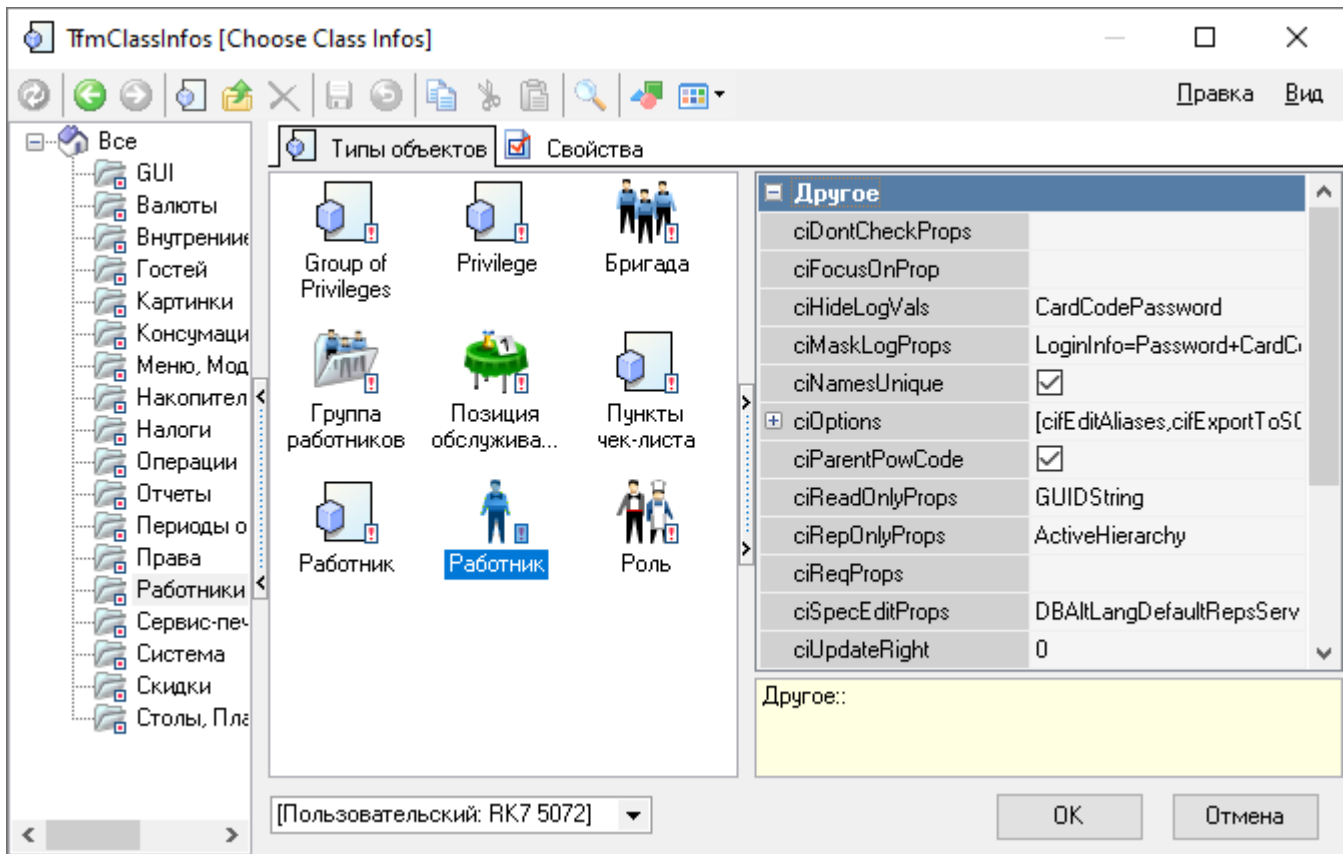 TfmClassInfos [Choose Class Infos]
Правка Вид
Все
GUI
Валюты
Внутренние
Гостей
Картинки
Консумаци
Меню, Мод
Накопител
Налоги
Операции
Отчеты
Периоды о
Права
Работники
Сервис-печ
Система
Скидки
Столы, Пла
Типы объектов
Свойства
Group of
Privileges
Privilege
Бригада
Группа
работников
Позиция
обслужива...
Пункты
чек-листа
Работник
Работник
Роль
Другое
ciDontCheckProps
ciFocusOnProp
ciHideLogVals CardCodePassword
ciMaskLogProps LoginInfo=Password+CardC
ciNamesUnique
ciOptions [cifEditAliases,cifExportToSC
ciParentPowCode
ciReadOnlyProps GUIDString
ciRepOnlyProps ActiveHierarchy
ciReqProps
ciSpecEditProps DBAltLangDefaultRepsServ
ciUpdateRight 0
Другое::
[Пользовательский: RK7 5072]
OK
Отмена